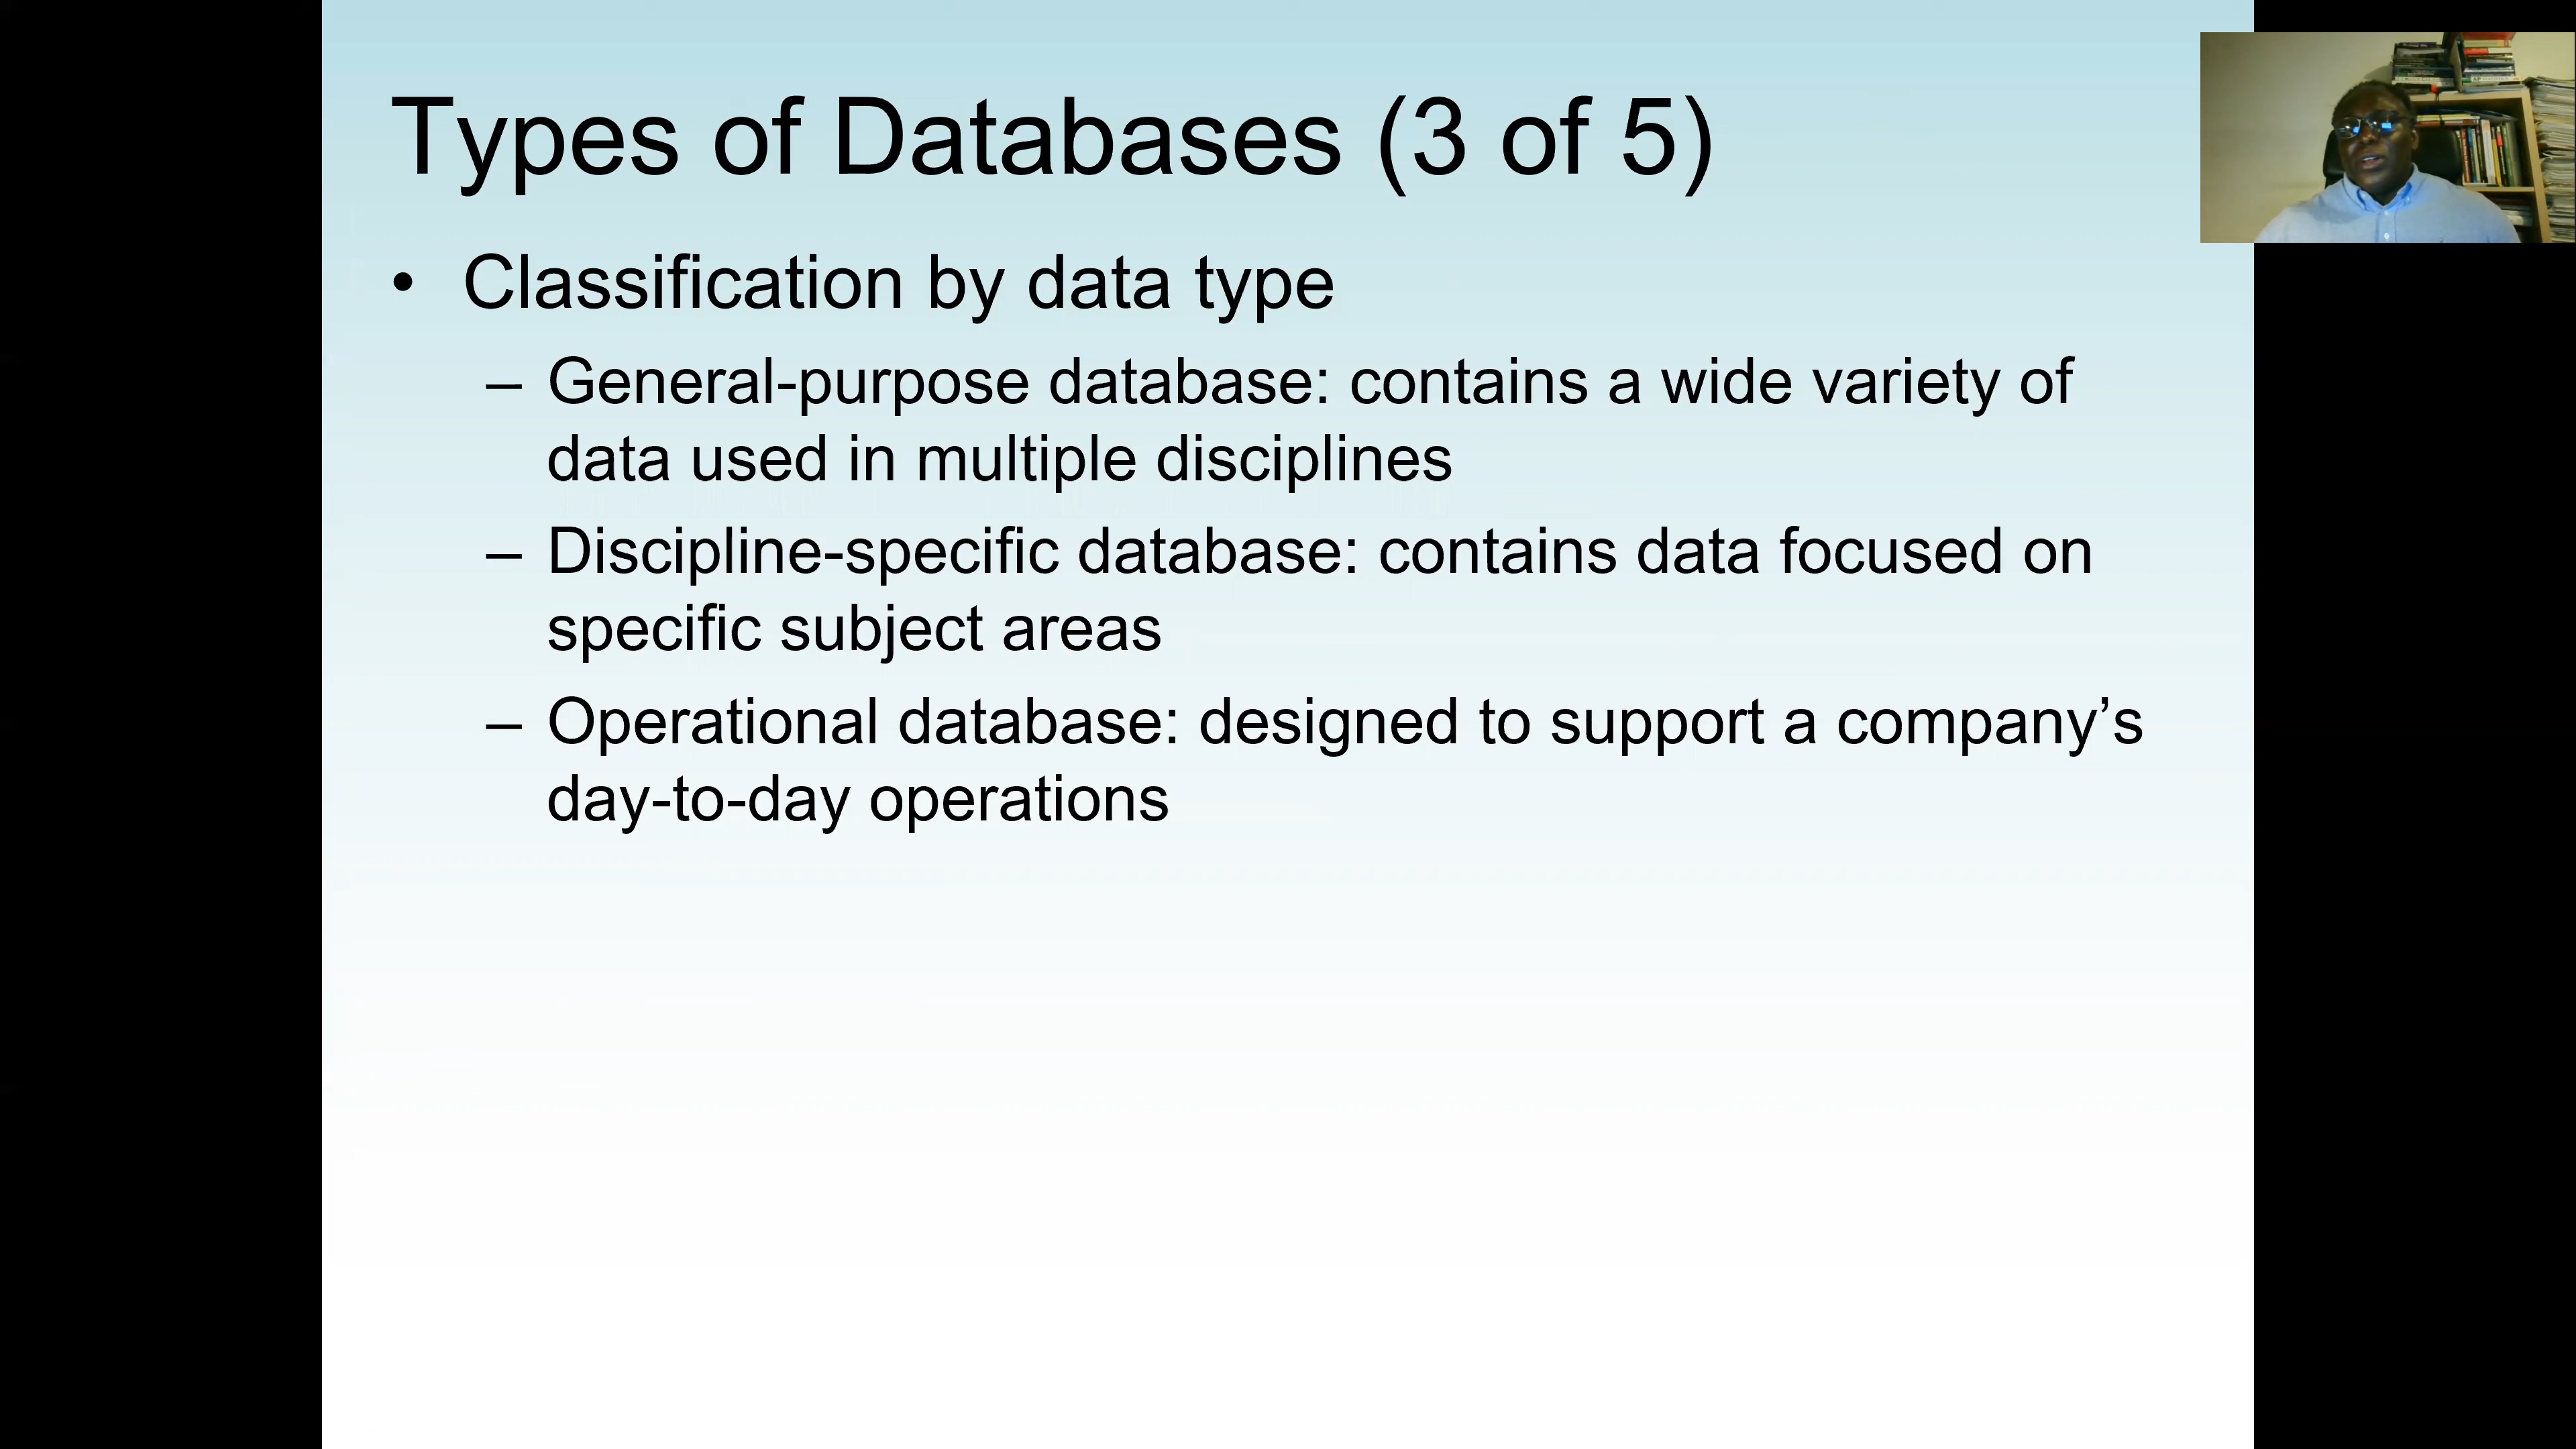 Types of Databases (3 of 5)
• Classification by data type
– General-purpose database: contains a wide variety of
data used in multiple disciplines
– Discipline-specific database: contains data focused on
specific subject areas
– Operational database: designed to support a company’s
day-to-day operations